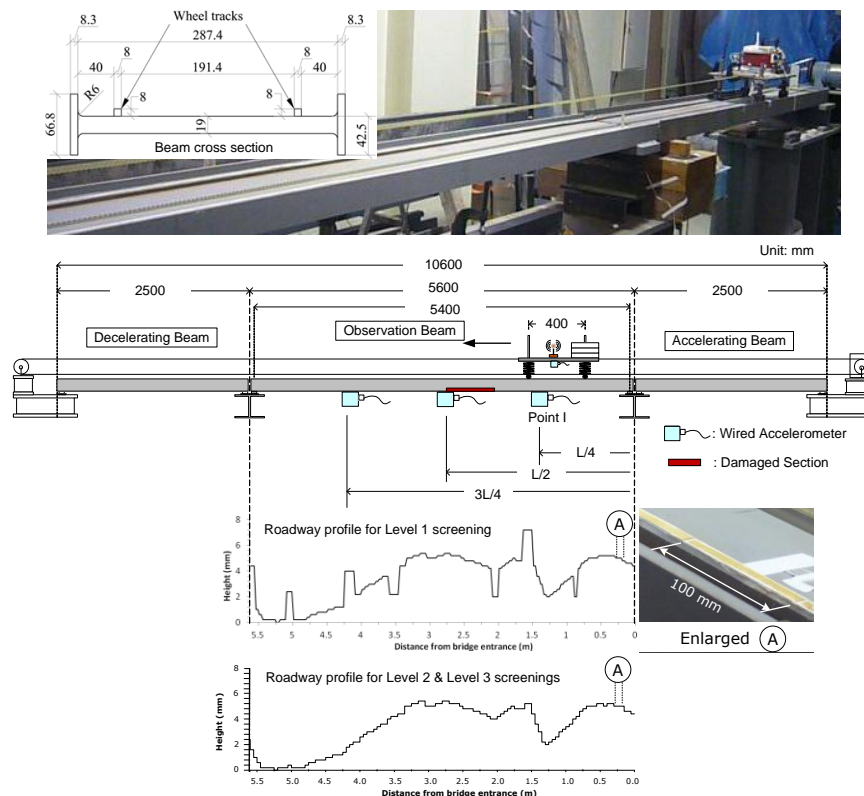 Wheel tracks
8.3
287.4
8.3
8
8
40
191.4
40
R6
8
8
66.8
19
42.5
Beam cross section
Unit: mm
10600
2500
5600
2500
5400
Decelerating Beam
Observation Beam
400
Accelerating Beam
Point I
: Wired Accelerometer
L/4
L/2
: Damaged Section
3L/4
Roadway profile for Level 1 screening
A
Height (mm)
8
6
4
2
0
5.5 5 4.5 4 3.5 3 2.5 2 1.5 1 0.5 0
Distance from bridge entrance (m)
100 mm
Enlarged A
Roadway profile for Level 2 & Level 3 screenings
A
Height (mm)
8
6
4
2
0
5.5 5.0 4.5 4.0 3.5 3.0 2.5 2.0 1.5 1.0 0.5 0.0
Distance from bridge entrance (m)